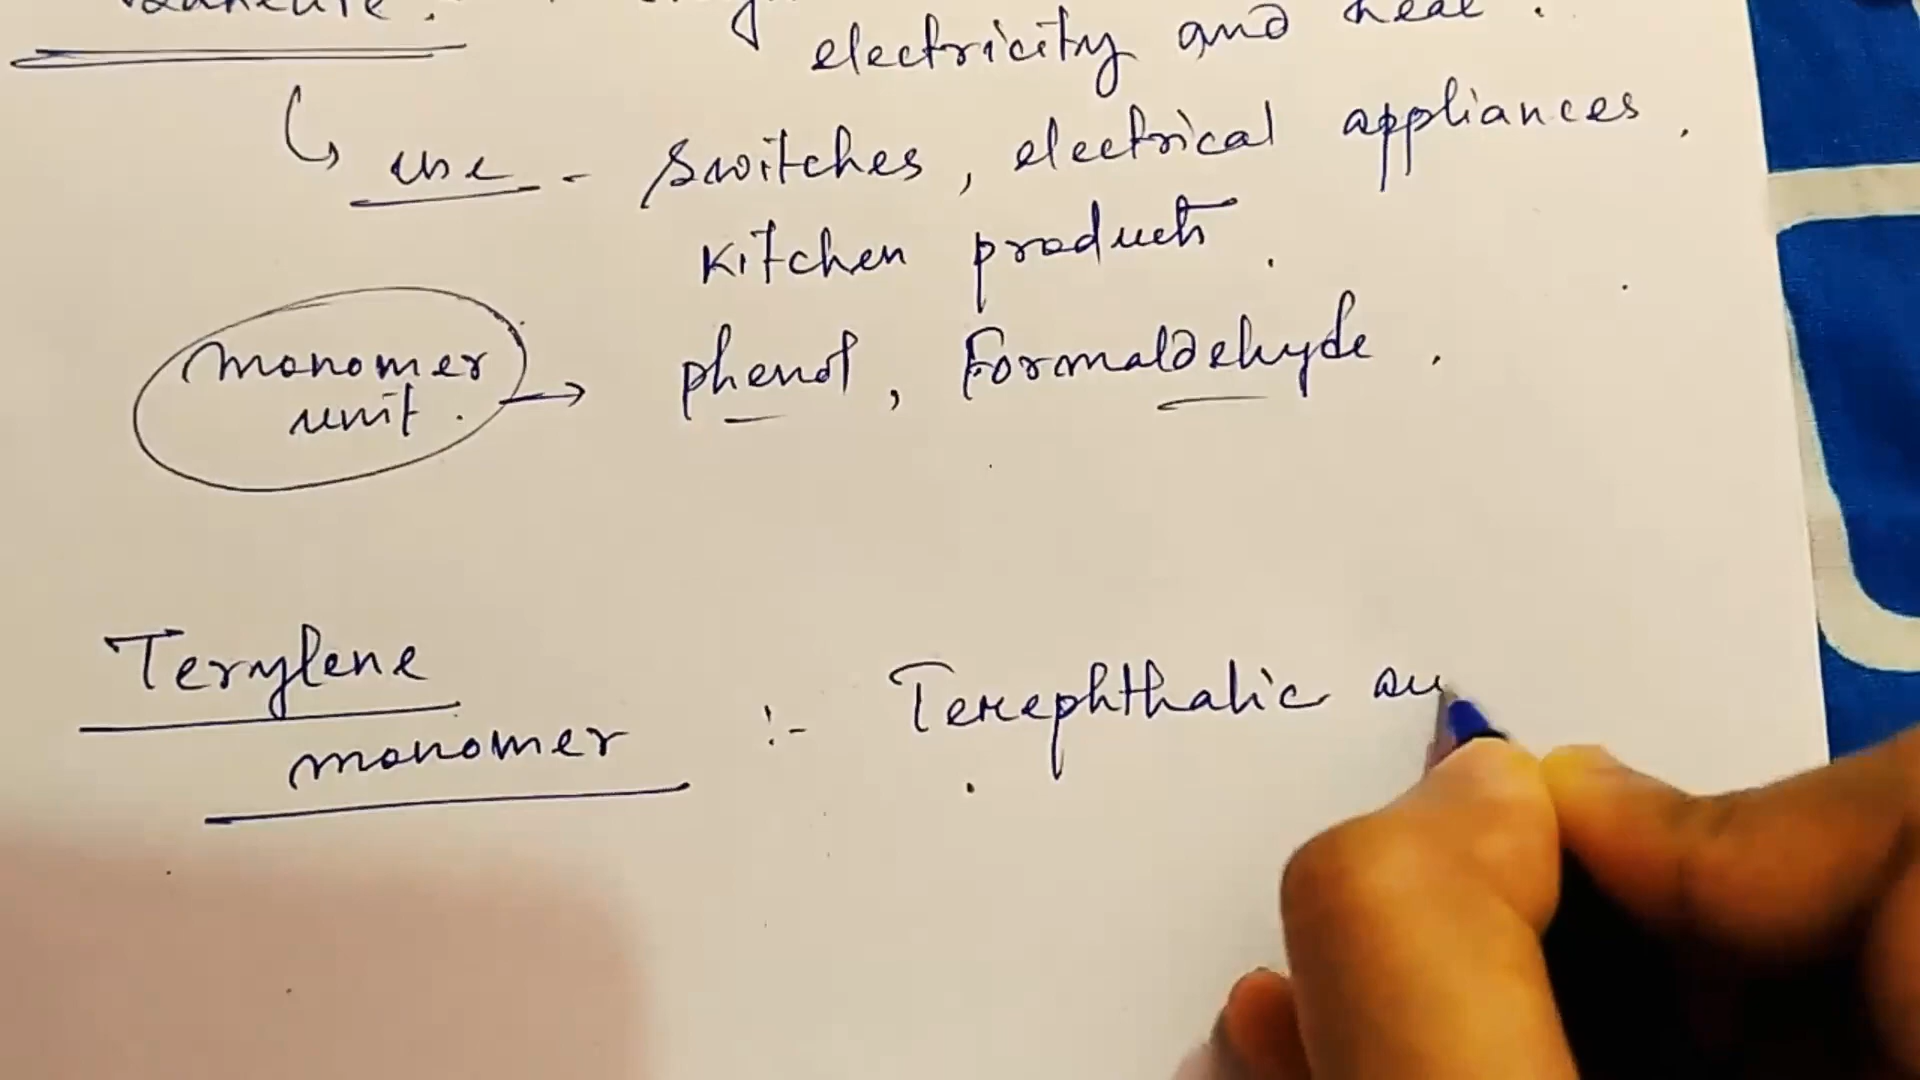 electricity and heat.
use - switches, electrical appliances.
kitchen products.
monomer
unit. → phenol, Formaldehyde.
Terylene
monomer :- Terephthalic